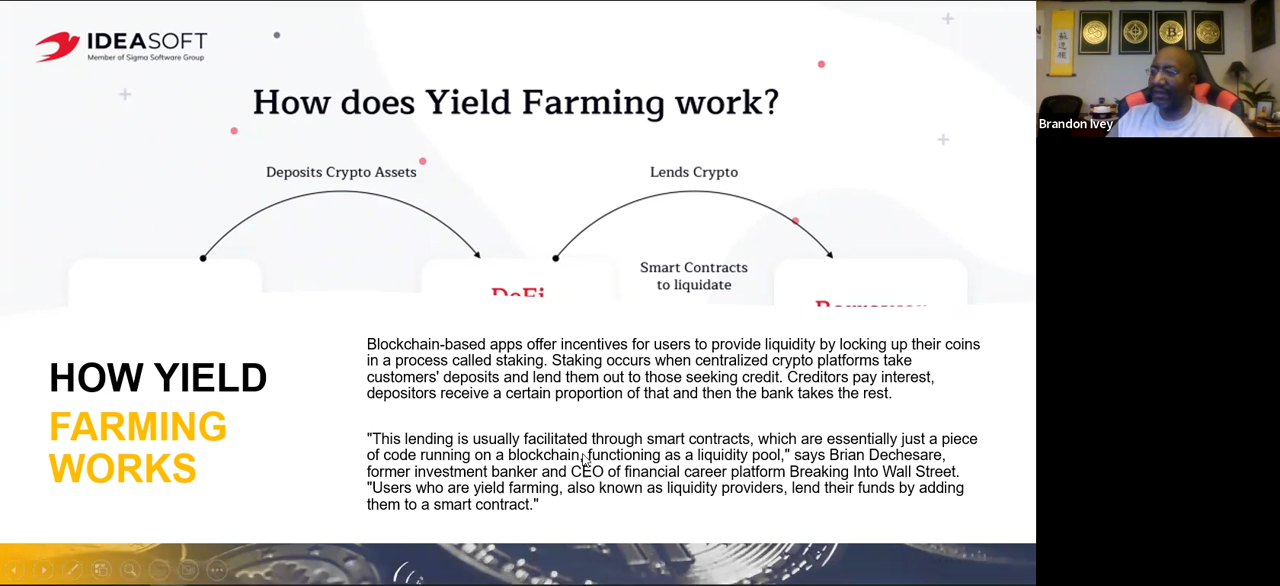 IDEASOFT
Member of Sigma Software Group
How does Yield Farming work?
Deposits Crypto Assets
Lends Crypto
Smart Contracts
to liquidate
DeFi
HOW YIELD
FARMING
WORKS
Blockchain-based apps offer incentives for users to provide liquidity by locking up their coins
in a process called staking. Staking occurs when centralized crypto platforms take
customers' deposits and lend them out to those seeking credit. Creditors pay interest,
depositors receive a certain proportion of that and then the bank takes the rest.
"This lending is usually facilitated through smart contracts, which are essentially just a piece
of code running on a blockchain, functioning as a liquidity pool," says Brian Dechesare,
former investment banker and CEO of financial career platform Breaking Into Wall Street.
"Users who are yield farming, also known as liquidity providers, lend their funds by adding
them to a smart contract."
Brandon Ivey